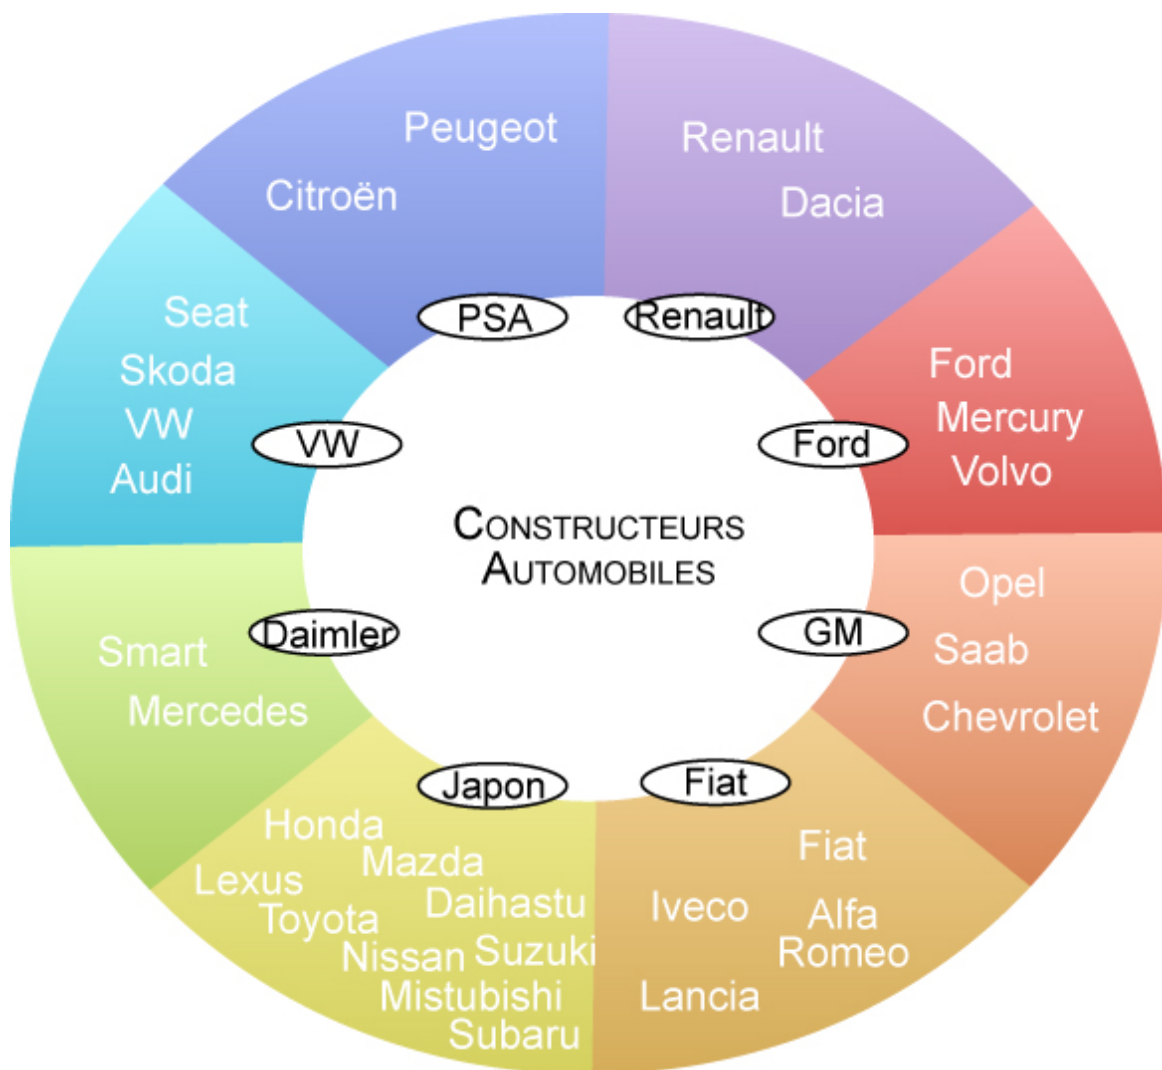 Peugeot
Citroën
Renault
Dacia
PSA
Renault
Seat
Skoda
VW
Audi
VW
Ford
Ford
Mercury
Volvo
CONSTRUCTEURS
AUTOMOBILES
Daimler
Smart
Mercedes
GM
Opel
Saab
Chevrolet
Japon
Honda
Mazda
Lexus
Daihastu
Toyota
Suzuki
Nissan
Mistubishi
Subaru
Fiat
Fiat
Iveco
Alfa
Romeo
Lancia